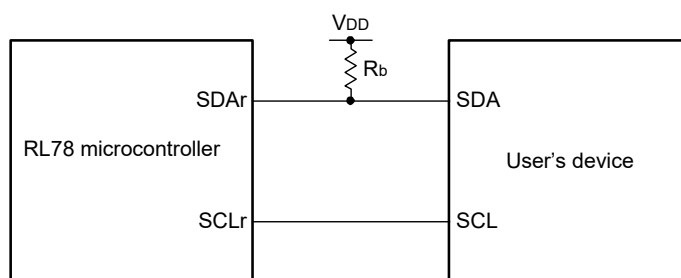 VDD
Rb
SDAr
SDA
RL78 microcontroller
User's device
SCLr
SCL